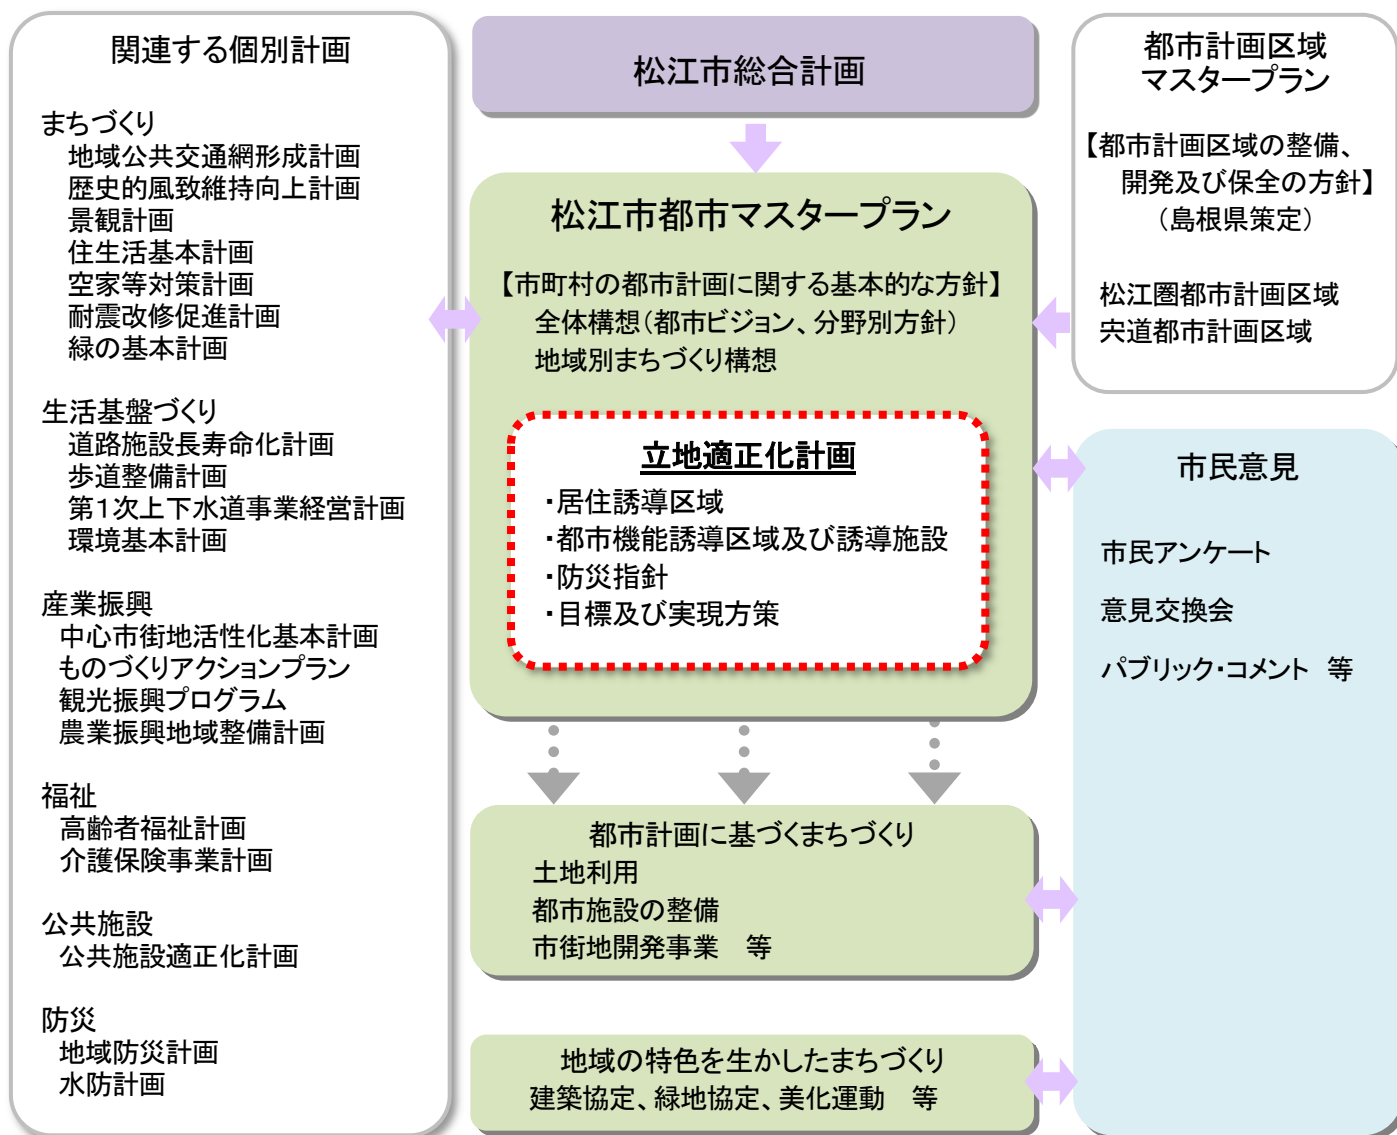 関連する個別計画
まちづくり
地域公共交通網形成計画
歴史的風致維持向上計画
景観計画
住生活基本計画
空家等対策計画
耐震改修促進計画
緑の基本計画
生活基盤づくり
道路施設長寿命化計画
歩道整備計画
第1次上下水道事業経営計画
環境基本計画
産業振興
中心市街地活性化基本計画
ものづくりアクションプラン
観光振興プログラム
農業振興地域整備計画
福祉
高齢者福祉計画
介護保険事業計画
公共施設
公共施設適正化計画
防災
地域防災計画
水防計画
松江市総合計画
松江市都市マスタープラン
【市町村の都市計画に関する基本的な方針】
全体構想（都市ビジョン、分野別方針）
地域別まちづくり構想
立地適正化計画
・居住誘導区域
・都市機能誘導区域及び誘導施設
・防災指針
・目標及び実現方策
都市計画に基づくまちづくり
土地利用
都市施設の整備
市街地開発事業　等
地域の特色を生かしたまちづくり
建築協定、緑地協定、美化運動　等
都市計画区域
マスタープラン
【都市計画区域の整備、
開発及び保全の方針】
（島根県策定）
松江圏都市計画区域
宍道都市計画区域
市民意見
市民アンケート
意見交換会
パブリック・コメント　等